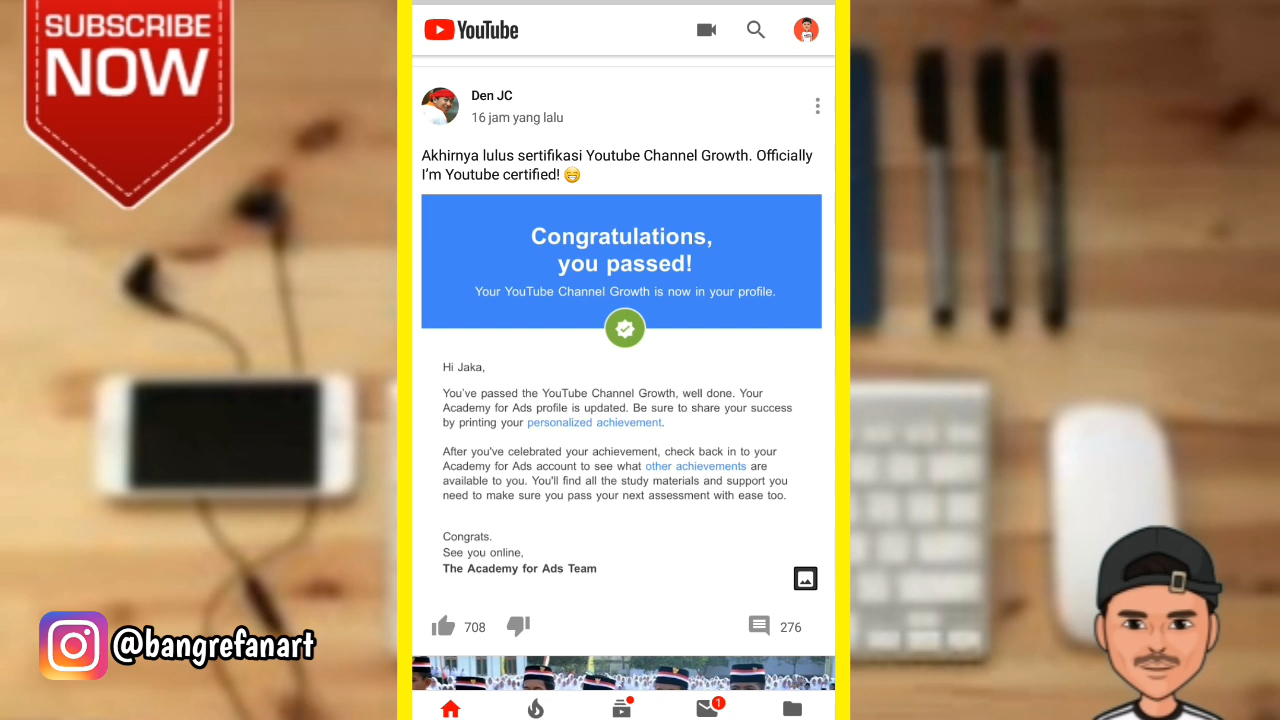 SUBSCRIBE
NOW
YouTube
Den JC
16 jam yang lalu
Akhirnya lulus sertifikasi Youtube Channel Growth. Officially
I'm Youtube certified! 😁
Congratulations,
you passed!
Your YouTube Channel Growth is now in your profile.
Hi Jaka,
You've passed the YouTube Channel Growth, well done. Your
Academy for Ads profile is updated. Be sure to share your success
by printing your personalized achievement.
After you've celebrated your achievement, check back in to your
Academy for Ads account to see what other achievements are
available to you. You'll find all the study materials and support you
need to make sure you pass your next assessment with ease too.
Congrats.
See you online,
The Academy for Ads Team
708
276
1
@bangrefanart